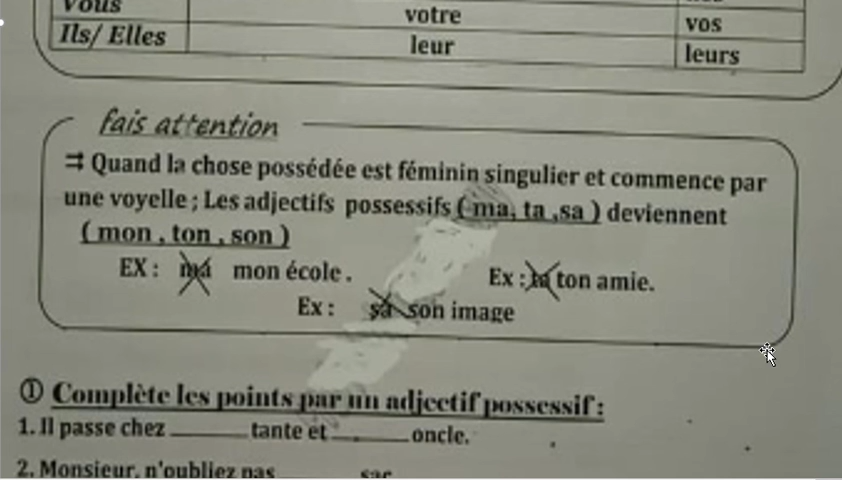 Vous votre vos
Ils/ Elles leur leurs
fais attention
⇉ Quand la chose possédée est féminin singulier et commence par
une voyelle ; Les adjectifs possessifs ( ma, ta ,sa ) deviennent
( mon , ton , son )
EX : ma mon école . Ex : ta ton amie.
Ex : sa son image
① Complète les points par un adjectif possessif :
1. Il passe chez ________ tante et ________ oncle.
2. Monsieur, n'oubliez pas ________ sac